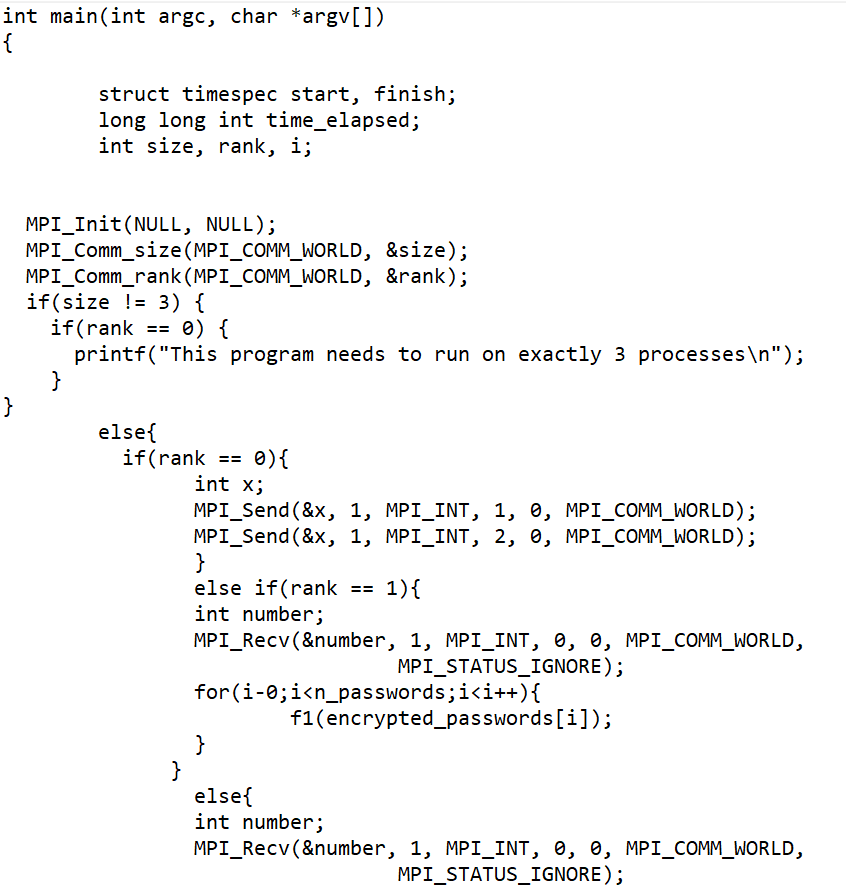 int main(int argc, char *argv[])
{
struct timespec start, finish;
long long int time_elapsed;
int size, rank, i;
MPI_Init(NULL, NULL);
MPI_Comm_size(MPI_COMM_WORLD, &size);
MPI_Comm_rank(MPI_COMM_WORLD, &rank);
if(size != 3) {
if(rank == 0) {
printf("This program needs to run on exactly 3 processes\n");
}
}
else{
if(rank == 0){
int x;
MPI_Send(&x, 1, MPI_INT, 1, 0, MPI_COMM_WORLD);
MPI_Send(&x, 1, MPI_INT, 2, 0, MPI_COMM_WORLD);
}
else if(rank == 1){
int number;
MPI_Recv(&number, 1, MPI_INT, 0, 0, MPI_COMM_WORLD,
MPI_STATUS_IGNORE);
for(i-0;i<n_passwords;i<i++){
f1(encrypted_passwords[i]);
}
}
else{
int number;
MPI_Recv(&number, 1, MPI_INT, 0, 0, MPI_COMM_WORLD,
MPI_STATUS_IGNORE);